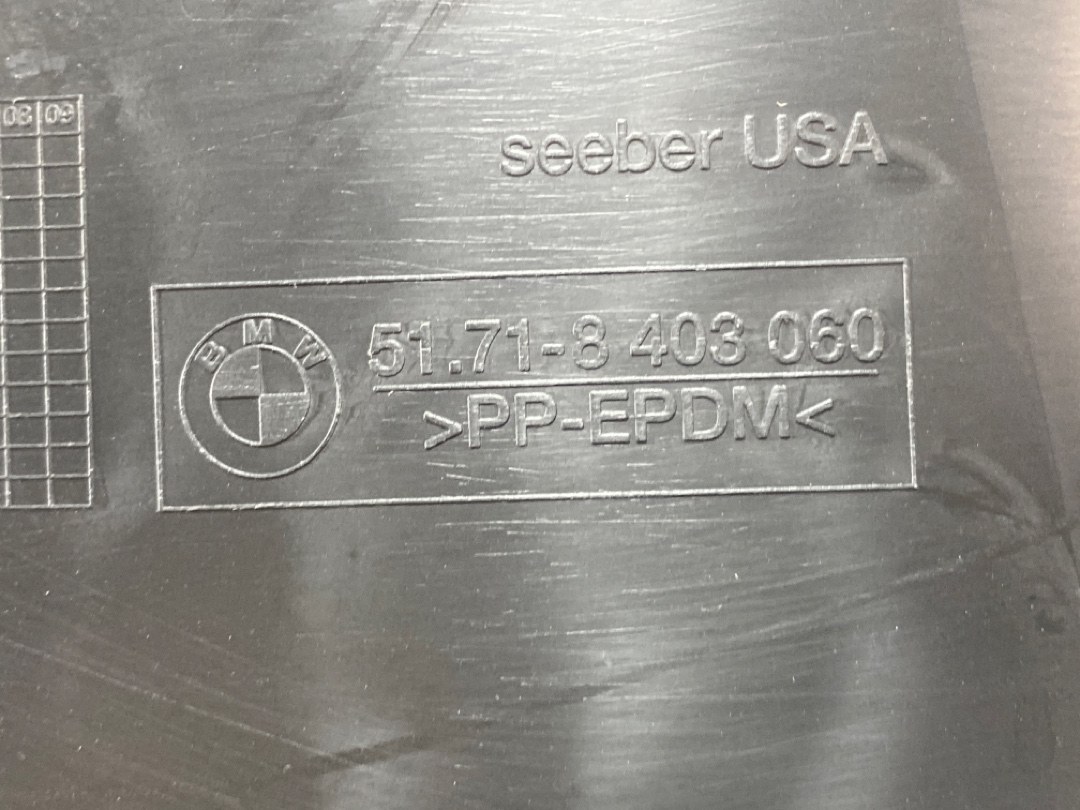 08 09
seeber USA
BMW
51.71-8 403 060
>PP-EPDM<